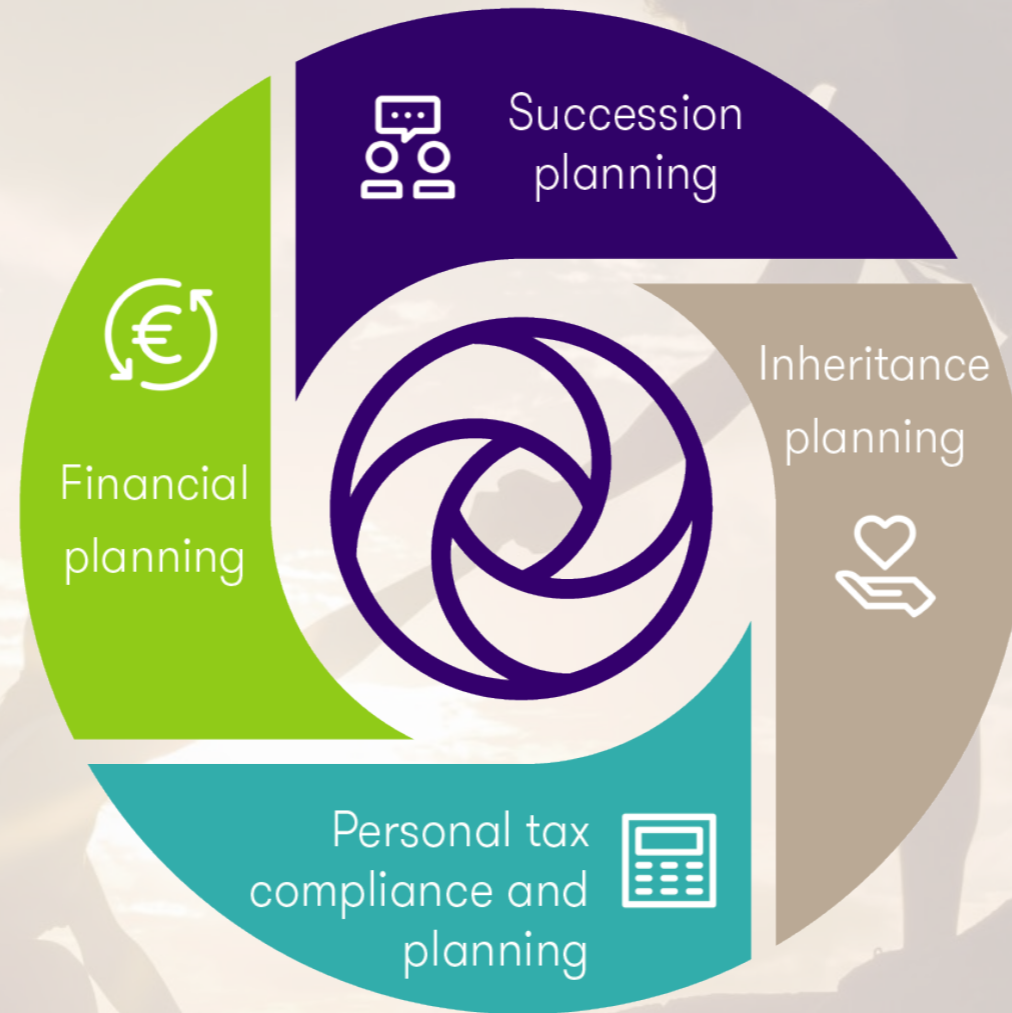 Succession
planning
Inheritance
planning
Financial
planning
Personal tax
compliance and
planning